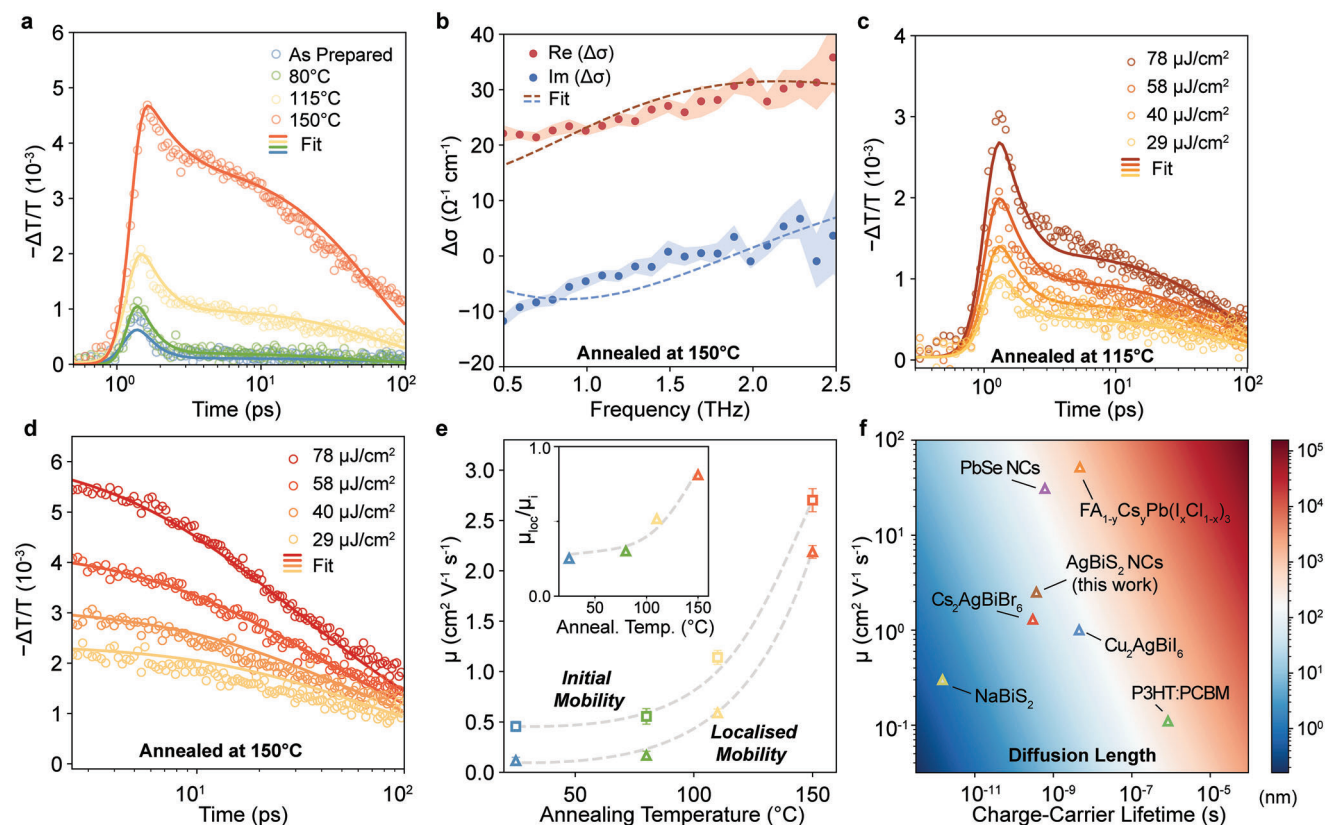 a
−ΔT/T (10⁻³)
6
5
4
3
2
1
0
As Prepared
80°C
115°C
150°C
Fit
10⁰
10¹
10²
Time (ps)
b
Δσ (Ω⁻¹ cm⁻¹)
40
30
20
10
0
−10
−20
Re (Δσ)
Im (Δσ)
Fit
Annealed at 150°C
0.5
1.0
1.5
2.0
2.5
Frequency (THz)
c
−ΔT/T (10⁻³)
4
3
2
1
0
78 µJ/cm²
58 µJ/cm²
40 µJ/cm²
29 µJ/cm²
Fit
Annealed at 115°C
10⁰
10¹
10²
Time (ps)
d
−ΔT/T (10⁻³)
6
5
4
3
2
1
0
78 µJ/cm²
58 µJ/cm²
40 µJ/cm²
29 µJ/cm²
Fit
Annealed at 150°C
10¹
10²
Time (ps)
e
µ (cm² V⁻¹ s⁻¹)
3.0
2.5
2.0
1.5
1.0
0.5
0.0
1.0
0.0
µ_loc/µ_i
50
100
150
Anneal. Temp. (°C)
Initial
Mobility
Localised
Mobility
50
100
150
Annealing Temperature (°C)
f
µ (cm² V⁻¹ s⁻¹)
10²
10¹
10⁰
10⁻¹
PbSe NCs
FA₁₋yCsyPb(IₓCl₁₋ₓ)₃
AgBiS₂ NCs
(this work)
Cs₂AgBiBr₆
Cu₂AgBiI₆
NaBiS₂
P3HT:PCBM
Diffusion Length
10⁻¹¹
10⁻⁹
10⁻⁷
10⁻⁵
Charge-Carrier Lifetime (s)
10⁵
10⁴
10³
10²
10¹
10⁰
(nm)